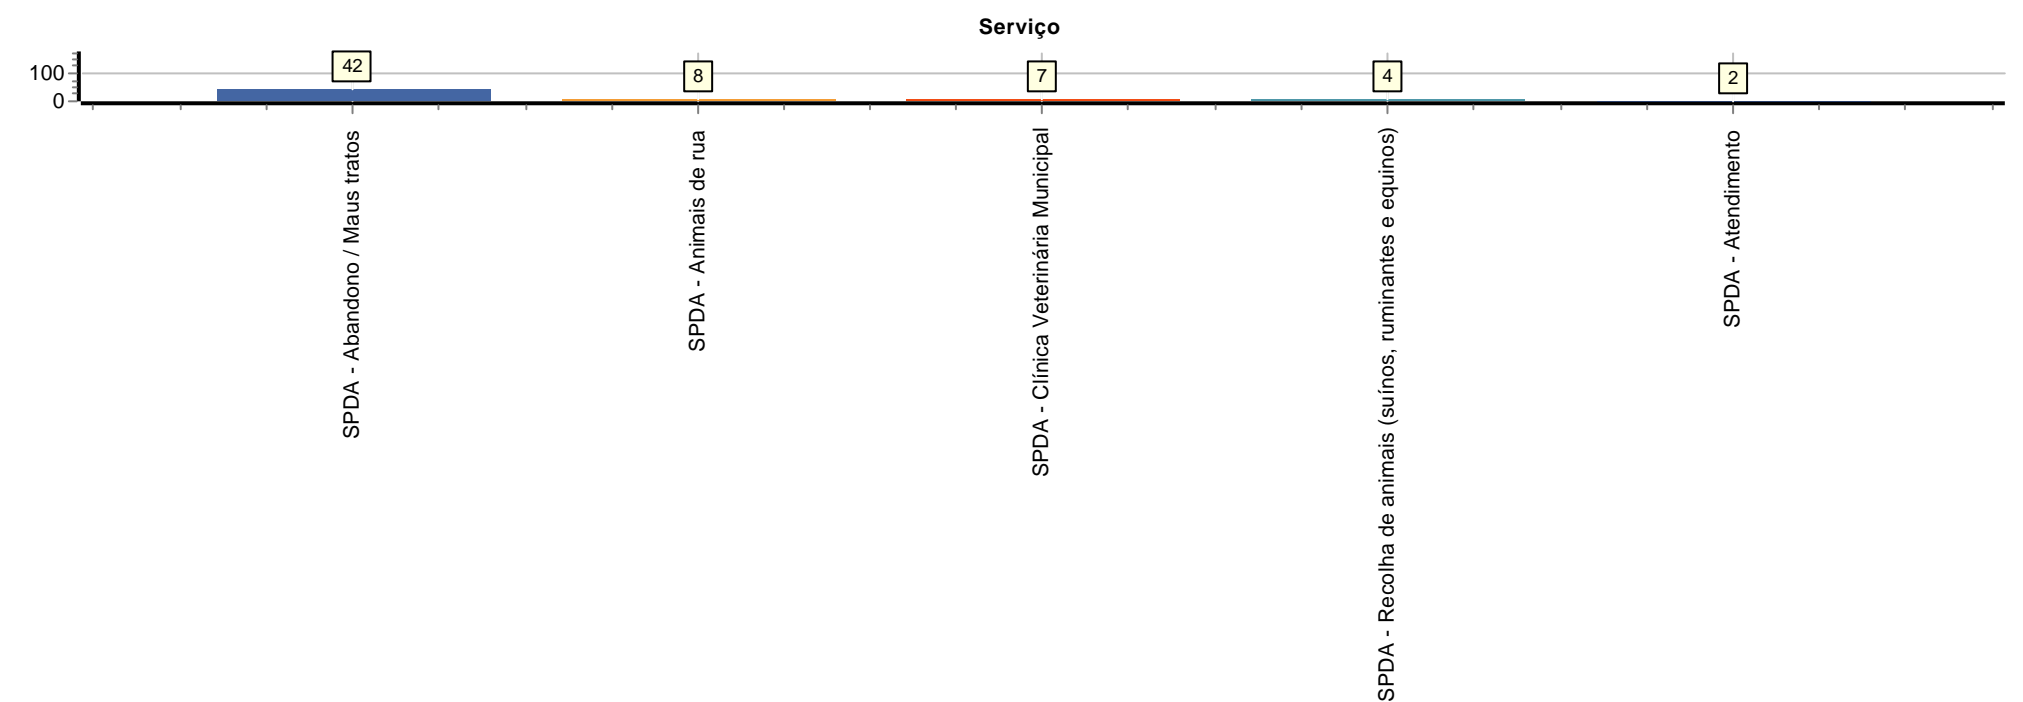 Serviço
100
0
42
8
7
4
2
SPDA - Abandono / Maus tratos
SPDA - Animais de rua
SPDA - Clínica Veterinária Municipal
SPDA - Recolha de animais (suínos, ruminantes e equinos)
SPDA - Atendimento